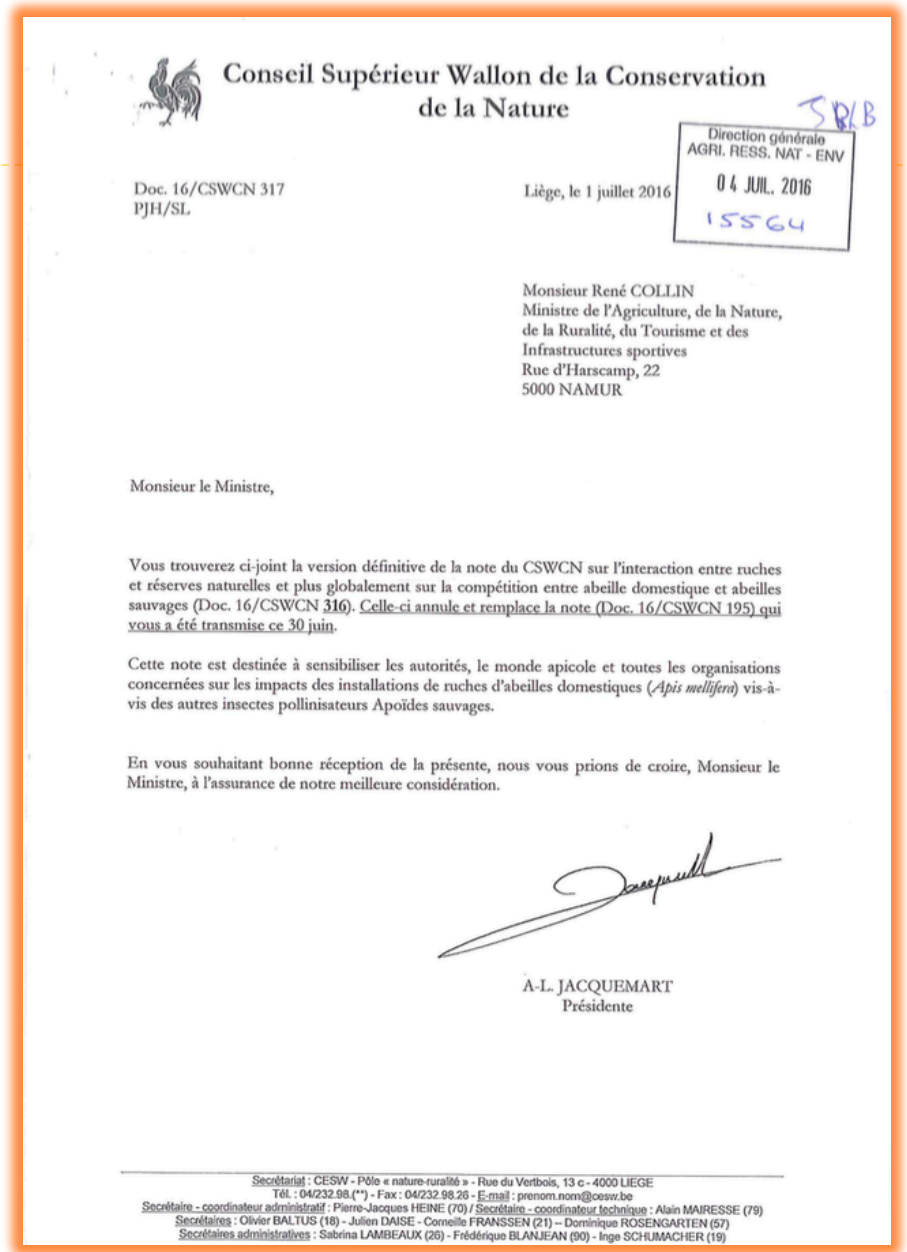 Conseil Supérieur Wallon de la Conservation
de la Nature
Direction générale
AGRI. RESS. NAT - ENV
04 JUIL. 2016
15564
Doc. 16/CSWCN 317
PJH/SL
Liège, le 1 juillet 2016
Monsieur René COLLIN
Ministre de l'Agriculture, de la Nature,
de la Ruralité, du Tourisme et des
Infrastructures sportives
Rue d'Harscamp, 22
5000 NAMUR
Monsieur le Ministre,
Vous trouverez ci-joint la version définitive de la note du CSWCN sur l'interaction entre ruches
et réserves naturelles et plus globalement sur la compétition entre abeille domestique et abeilles
sauvages (Doc. 16/CSWCN 316). Celle-ci annule et remplace la note (Doc. 16/CSWCN 195) qui
vous a été transmise ce 30 juin.
Cette note est destinée à sensibiliser les autorités, le monde apicole et toutes les organisations
concernées sur les impacts des installations de ruches d'abeilles domestiques (Apis mellifera) vis-à-
vis des autres insectes pollinisateurs Apoïdes sauvages.
En vous souhaitant bonne réception de la présente, nous vous prions de croire, Monsieur le
Ministre, à l'assurance de notre meilleure considération.
A-L. JACQUEMART
Présidente
Secrétariat : CESW - Pôle « nature-ruralité » - Rue du Vertbois, 13 c - 4000 LIEGE
Tél. : 04/232.98.(**) - Fax : 04/232.98.26 - E-mail : prenom.nom@cesw.be
Secrétaire - coordinateur administratif : Pierre-Jacques HEINE (70) / Secrétaire - coordinateur technique : Alain MAIRESSE (79)
Secrétaires : Olivier BALTUS (18) - Julien DAISE - Corneille FRANSSEN (21) – Dominique ROSENGARTEN (57)
Secrétaires administratives : Sabrina LAMBEAUX (26) - Frédérique BLANJEAN (90) - Inge SCHUMACHER (19)